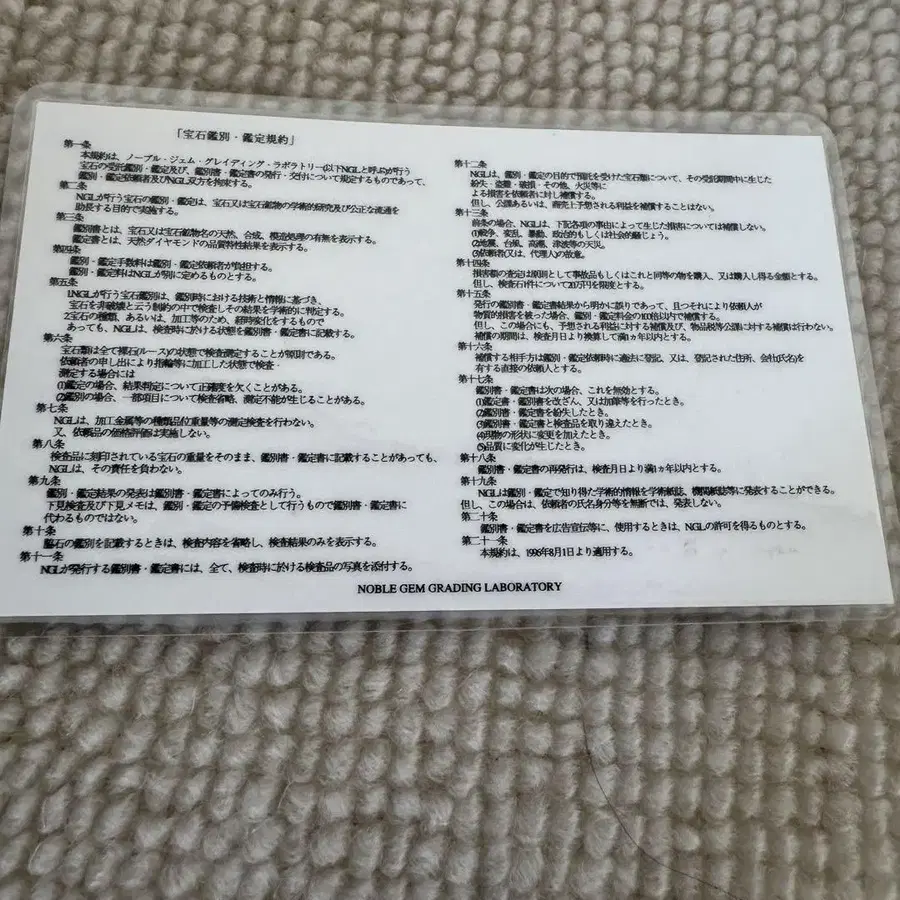 「宝石鑑別・鑑定規約」
第一条
本規約は、ノーブル・ジェム・グレイディング・ラボラトリー(以下NGLと呼ぶ)が行う
宝石の受託鑑別・鑑定及び、鑑別書・鑑定書の発行・交付について規定するものであって、
鑑別・鑑定依頼者及びNGL双方を拘束する。
第二条
NGLが行う宝石の鑑別・鑑定は、宝石又は宝石鉱物の学術的研究及び公正な流通を
助長する目的で実施する。
第三条
鑑別書とは、宝石又は宝石鉱物名の天然、合成、模造処理の有無を表示する。
鑑定書とは、天然ダイヤモンドの品質特性結果を表示する。
第四条
鑑別・鑑定手数料は鑑別・鑑定依頼者が負担する。
鑑別・鑑定料はNGLが別に定めるものとする。
第五条
1.NGLが行う宝石鑑別は、鑑別時における技術と情報に基づき、
宝石を非破壊と云う制約の中で検査しその結果を学術的に判定する。
2.宝石の種類、あるいは、加工等のため、経時変化をするもので
あっても、NGLは、検査時に於ける状態を鑑別書・鑑定書に記載する。
第六条
宝石類は全て裸石(ルース)の状態で検査測定することが原則である。
依頼者の申し出により指輪等に加工した状態で検査・
測定する場合には
(1)鑑定の場合、結果判定について正確度を欠くことがある。
(2)鑑別の場合、一部項目について検査省略、測定不能が生じることがある。
第七条
NGLは、加工金属等の種類品位重量等の測定検査を行わない。
又、依頼品の価格評価は実施しない。
第八条
検査品に刻印されている宝石の重量をそのまま、鑑別書・鑑定書に記載することがあっても、
NGLは、その責任を負わない。
第九条
鑑別・鑑定結果の発表は鑑別書・鑑定書によってのみ行う。
下見検査及び下見メモは、鑑別・鑑定の予備検査として行うもので鑑別書・鑑定書に
代わるものではない。
第十条
脇石の鑑別を記載するときは、検査内容を省略し、検査結果のみを表示する。
第十一条
NGLが発行する鑑別書・鑑定書には、全て、検査時に於ける検査品の写真を添付する。
第十二条
NGLは、鑑別・鑑定の目的で預託を受けた宝石類について、その受託期間中に生じた
紛失・盗難・破損・その他、火災等に
よる損害を依頼者に対し補償する。
但し、公課あるいは、商売上予想される利益を補償することはない。
第十三条
前条の場合、NGLは、下記各項の事由によって生じた損害については補償しない。
(1)戦争、変乱、暴動、政治的もしくは社会的騒じょう。
(2)地震、台風、高潮、津波等の天災。
(3)依頼者(又は、代理人)の故意。
第十四条
損害額の査定は原則として事故品もしくはこれと同等の物を購入、又は購入し得る金額とする。
但し、検査石1件について20万円を限度とする。
第十五条
発行の鑑別書・鑑定書結果から明かに誤りであって、且つそれにより依頼人が
物質的損害を被った場合、鑑別・鑑定料金の100倍以内で補償する。
但し、この場合にも、予想される利益に対する補償及び、物品税等公課に対する補償は行わない。
補償の期間は、検査月日より換算して満1ヵ年以内とする。
第十六条
補償する相手方は鑑別・鑑定依頼時に適法に登記、又は、登記された住所、会社(氏名)を
有する直接の依頼人とする。
第十七条
鑑別書・鑑定書は次の場合、これを無効とする。
(1)鑑定書・鑑別書を改ざん、又は加筆等を行ったとき。
(2)鑑別書・鑑定書を紛失したとき。
(3)鑑別書・鑑定書と検査品を取り違えたとき。
(4)現物の形状に変更を加えたとき。
(5)品質に変化が生じたとき。
第十八条
鑑別書・鑑定書の再発行は、検査月日より満1ヵ年以内とする。
第十九条
NGLは鑑別・鑑定で知り得た学術的情報を学術紙誌、機関紙誌等に発表することができる。
但し、この場合は、依頼者の氏名身分等を無断では、発表しない。
第二十条
鑑別書・鑑定書を広告宣伝等に、使用するときは、NGLの許可を得るものとする。
第二十一条
本規約は、1996年8月1日より適用する。
NOBLE GEM GRADING LABORATORY